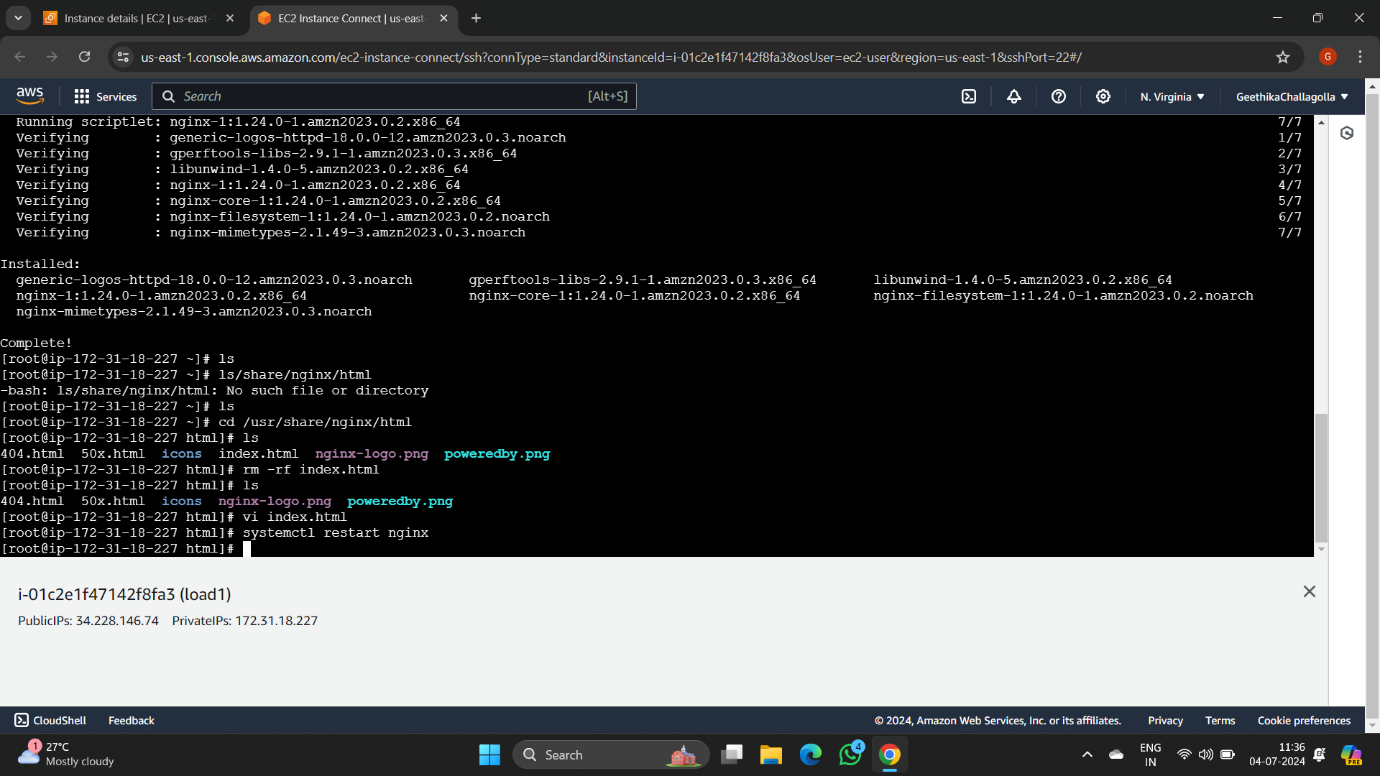 Instance details | EC2 | us-east-
EC2 Instance Connect | us-east-
us-east-1.console.aws.amazon.com/ec2-instance-connect/ssh?connType=standard&instanceId=i-01c2e1f47142f8fa3&osUser=ec2-user&region=us-east-1&sshPort=22#/
G
aws
Services
Search
[Alt+S]
N. Virginia
GeethikaChallagolla
Running scriptlet: nginx-1:1.24.0-1.amzn2023.0.2.x86_64 7/7
Verifying : generic-logos-httpd-18.0.0-12.amzn2023.0.3.noarch 1/7
Verifying : gperftools-libs-2.9.1-1.amzn2023.0.3.x86_64 2/7
Verifying : libunwind-1.4.0-5.amzn2023.0.2.x86_64 3/7
Verifying : nginx-1:1.24.0-1.amzn2023.0.2.x86_64 4/7
Verifying : nginx-core-1:1.24.0-1.amzn2023.0.2.x86_64 5/7
Verifying : nginx-filesystem-1:1.24.0-1.amzn2023.0.2.noarch 6/7
Verifying : nginx-mimetypes-2.1.49-3.amzn2023.0.3.noarch 7/7
Installed:
generic-logos-httpd-18.0.0-12.amzn2023.0.3.noarch gperftools-libs-2.9.1-1.amzn2023.0.3.x86_64 libunwind-1.4.0-5.amzn2023.0.2.x86_64
nginx-1:1.24.0-1.amzn2023.0.2.x86_64 nginx-core-1:1.24.0-1.amzn2023.0.2.x86_64 nginx-filesystem-1:1.24.0-1.amzn2023.0.2.noarch
nginx-mimetypes-2.1.49-3.amzn2023.0.3.noarch
Complete!
[root@ip-172-31-18-227 ~]# ls
[root@ip-172-31-18-227 ~]# ls/share/nginx/html
-bash: ls/share/nginx/html: No such file or directory
[root@ip-172-31-18-227 ~]# ls
[root@ip-172-31-18-227 ~]# cd /usr/share/nginx/html
[root@ip-172-31-18-227 html]# ls
404.html 50x.html icons index.html nginx-logo.png poweredby.png
[root@ip-172-31-18-227 html]# rm -rf index.html
[root@ip-172-31-18-227 html]# ls
404.html 50x.html icons nginx-logo.png poweredby.png
[root@ip-172-31-18-227 html]# vi index.html
[root@ip-172-31-18-227 html]# systemctl restart nginx
[root@ip-172-31-18-227 html]#
i-01c2e1f47142f8fa3 (load1)
PublicIPs: 34.228.146.74 PrivateIPs: 172.31.18.227
CloudShell
Feedback
© 2024, Amazon Web Services, Inc. or its affiliates.
Privacy
Terms
Cookie preferences
1
27°C
Mostly cloudy
Search
4
ENG
IN
11:36
04-07-2024
PRE